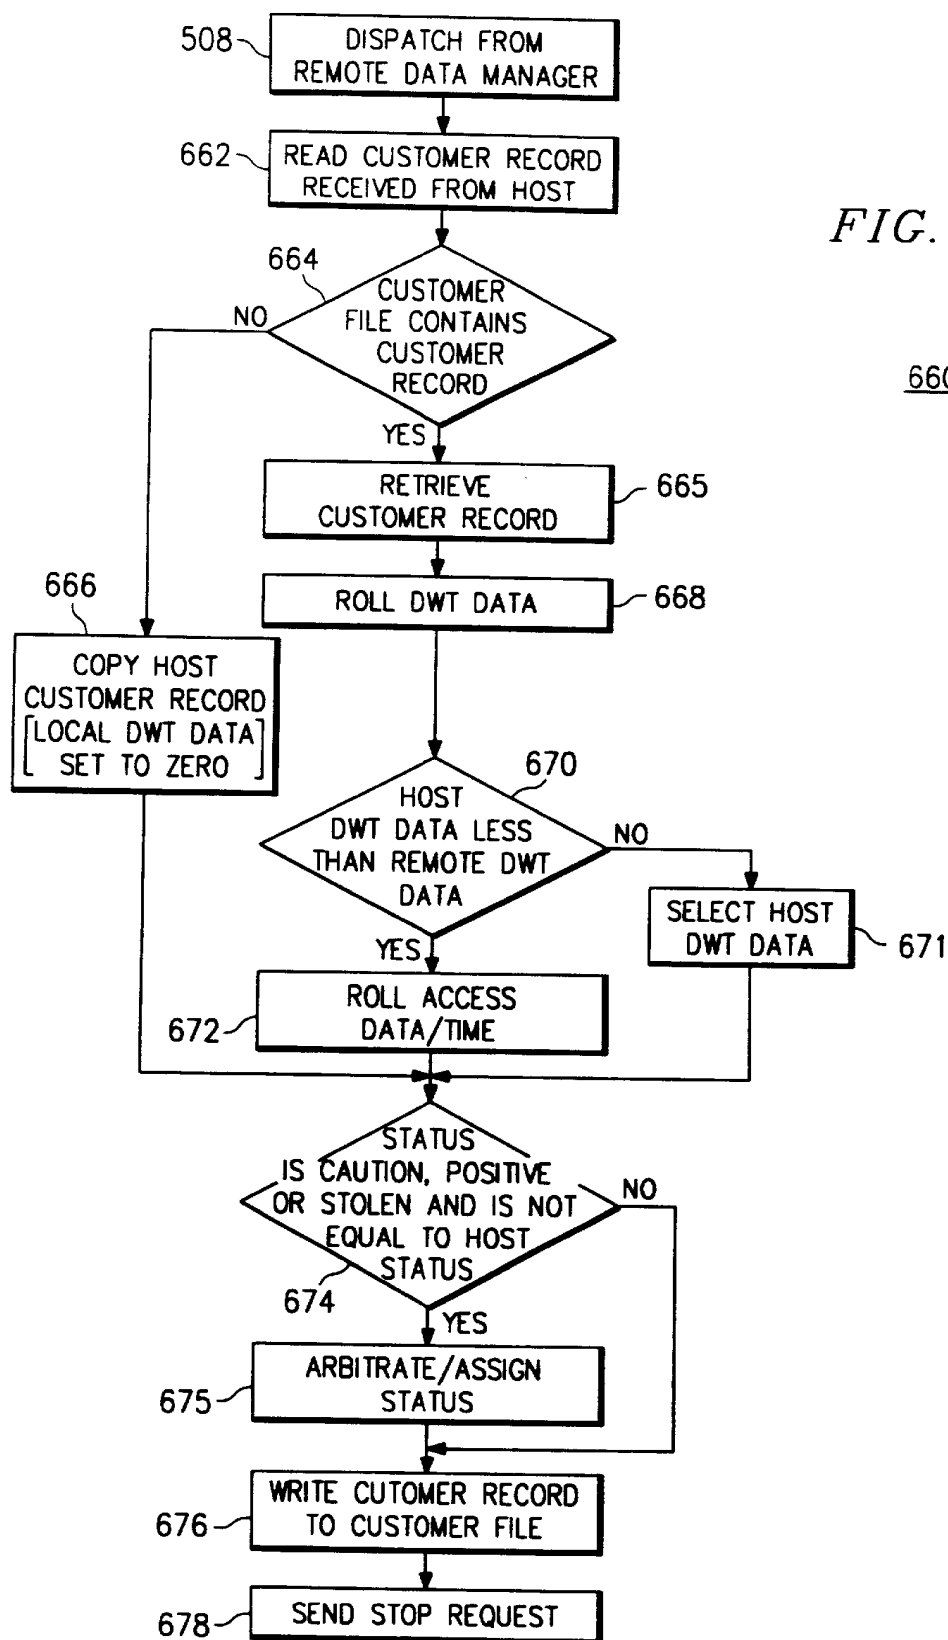 508
DISPATCH FROM
REMOTE DATA MANAGER
662
READ CUSTOMER RECORD
RECEIVED FROM HOST
FIG.
664
CUSTOMER
FILE CONTAINS
CUSTOMER
RECORD
NO
660
YES
RETRIEVE
CUSTOMER RECORD
665
ROLL DWT DATA
668
666
COPY HOST
CUSTOMER RECORD
[LOCAL DWT DATA
SET TO ZERO]
670
HOST
DWT DATA LESS
THAN REMOTE DWT
DATA
NO
SELECT HOST
DWT DATA
671
YES
672
ROLL ACCESS
DATA/TIME
STATUS
IS CAUTION, POSITIVE
OR STOLEN AND IS NOT
EQUAL TO HOST
STATUS
NO
674
YES
675
ARBITRATE/ASSIGN
STATUS
676
WRITE CUTOMER RECORD
TO CUSTOMER FILE
678
SEND STOP REQUEST